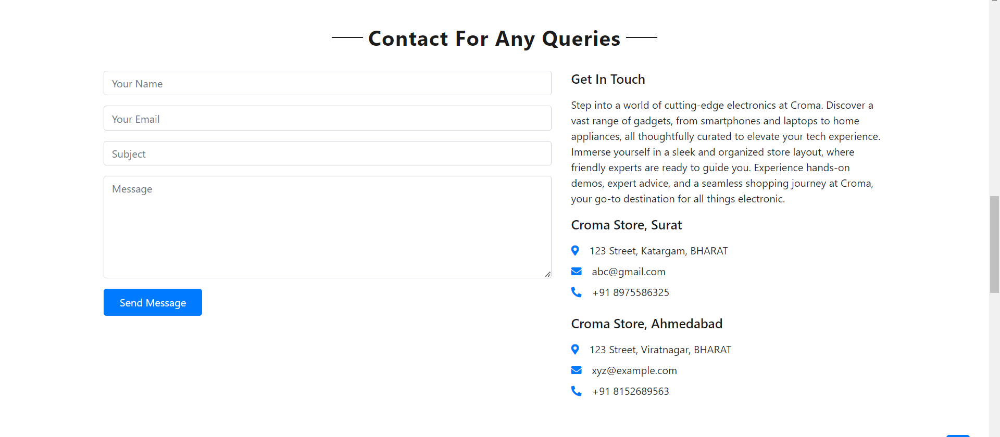 Contact For Any Queries
Your Name
Your Email
Subject
Message
Send Message
Get In Touch
Step into a world of cutting-edge electronics at Croma. Discover a
vast range of gadgets, from smartphones and laptops to home
appliances, all thoughtfully curated to elevate your tech experience.
Immerse yourself in a sleek and organized store layout, where
friendly experts are ready to guide you. Experience hands-on
demos, expert advice, and a seamless shopping journey at Croma,
your go-to destination for all things electronic.
Croma Store, Surat
123 Street, Katargam, BHARAT
abc@gmail.com
+91 8975586325
Croma Store, Ahmedabad
123 Street, Viratnagar, BHARAT
xyz@example.com
+91 8152689563